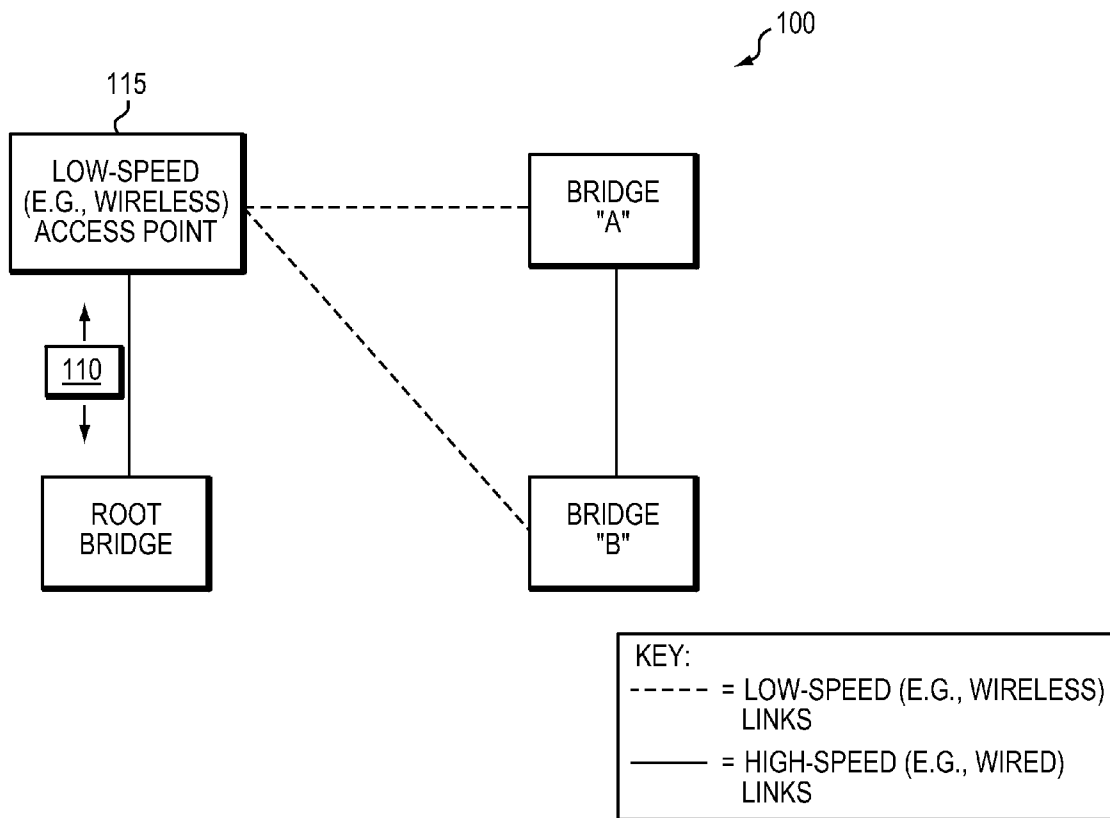 100
115
LOW-SPEED
(E.G., WIRELESS)
ACCESS POINT
BRIDGE
"A"
110
ROOT
BRIDGE
BRIDGE
"B"
KEY:
= LOW-SPEED (E.G., WIRELESS)
LINKS
= HIGH-SPEED (E.G., WIRED)
LINKS